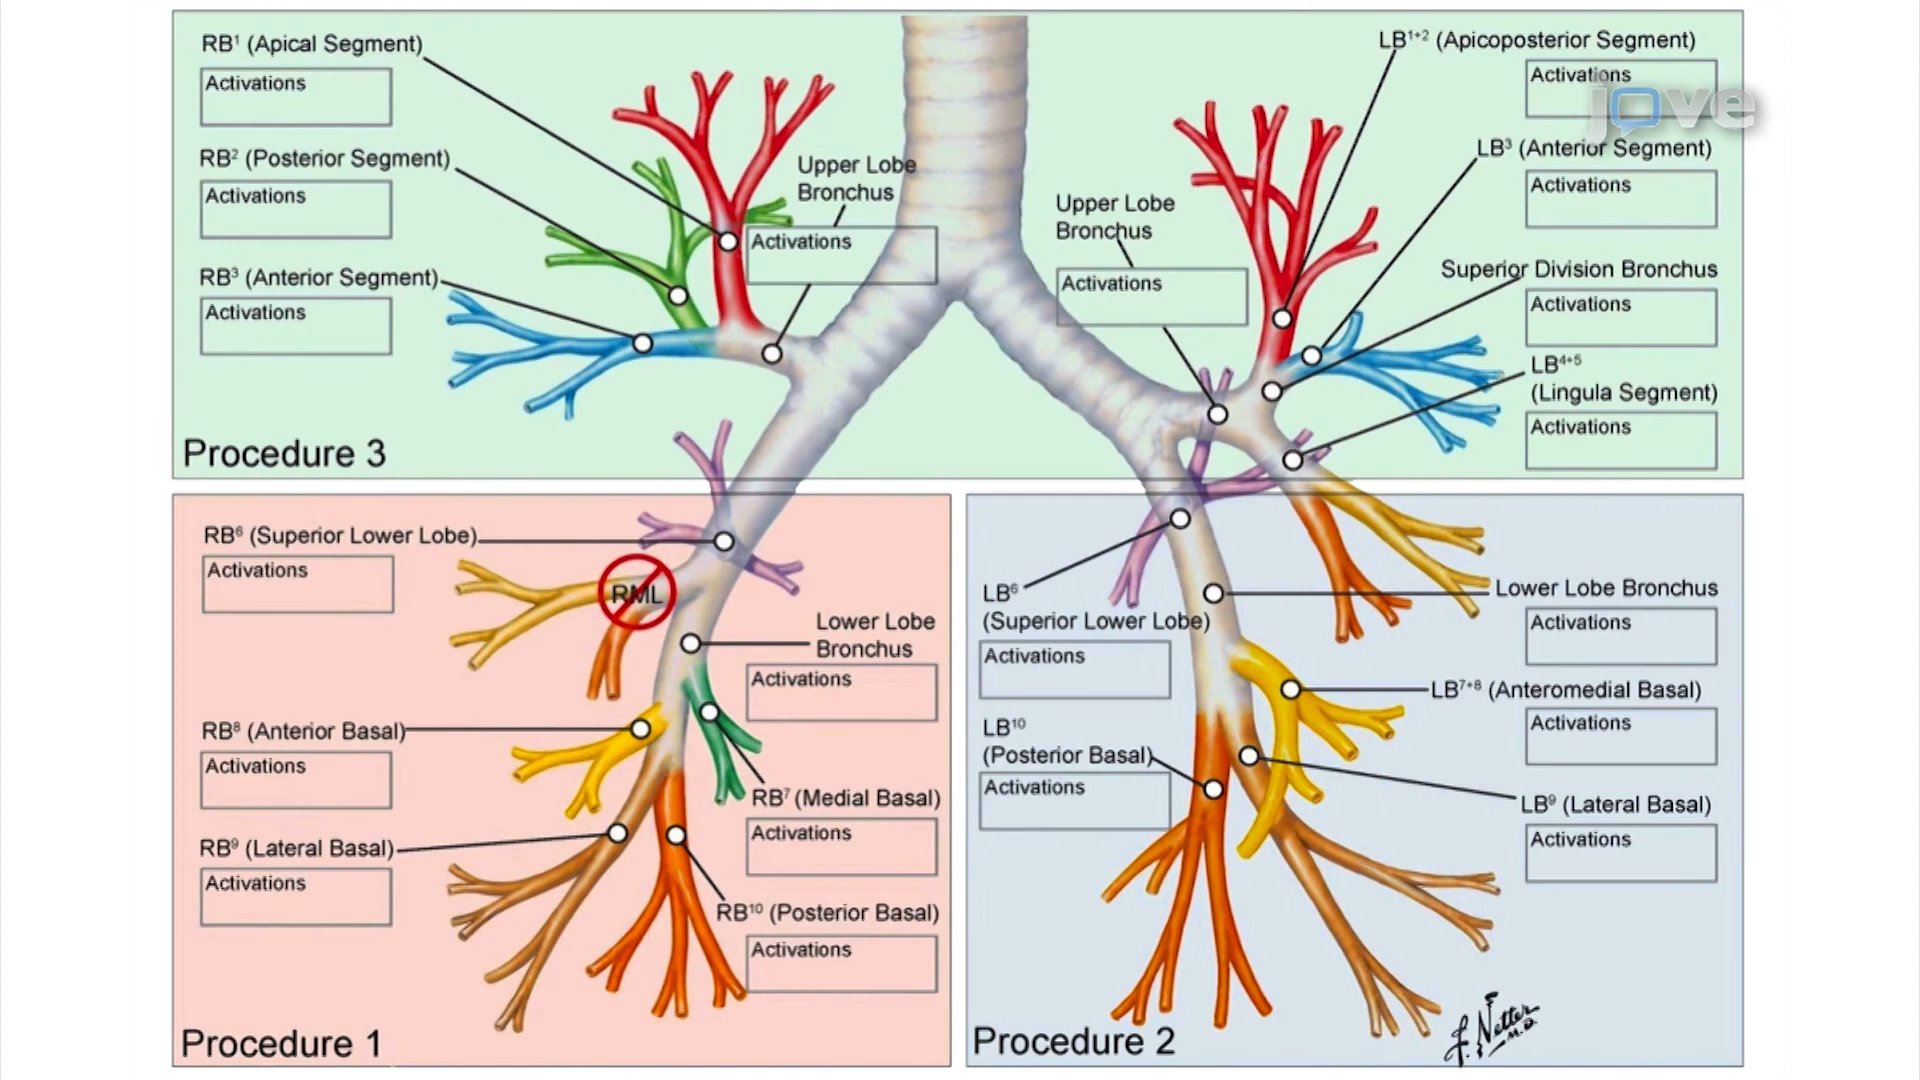 RB¹ (Apical Segment)
Activations
RB² (Posterior Segment)
Activations
RB³ (Anterior Segment)
Activations
Upper Lobe
Bronchus
Activations
Procedure 3
Upper Lobe
Bronchus
Activations
LB¹⁺² (Apicoposterior Segment)
Activations
jove
LB³ (Anterior Segment)
Activations
Superior Division Bronchus
Activations
LB⁴⁺⁵
(Lingula Segment)
Activations
RB⁶ (Superior Lower Lobe)
Activations
RML
Lower Lobe
Bronchus
Activations
RB⁸ (Anterior Basal)
Activations
RB⁷ (Medial Basal)
Activations
RB⁹ (Lateral Basal)
Activations
RB¹⁰ (Posterior Basal)
Activations
Procedure 1
LB⁶
(Superior Lower Lobe)
Activations
Lower Lobe Bronchus
Activations
LB⁷⁺⁸ (Anteromedial Basal)
Activations
LB¹⁰
(Posterior Basal)
Activations
LB⁹ (Lateral Basal)
Activations
Procedure 2
F. Netter
M.D.